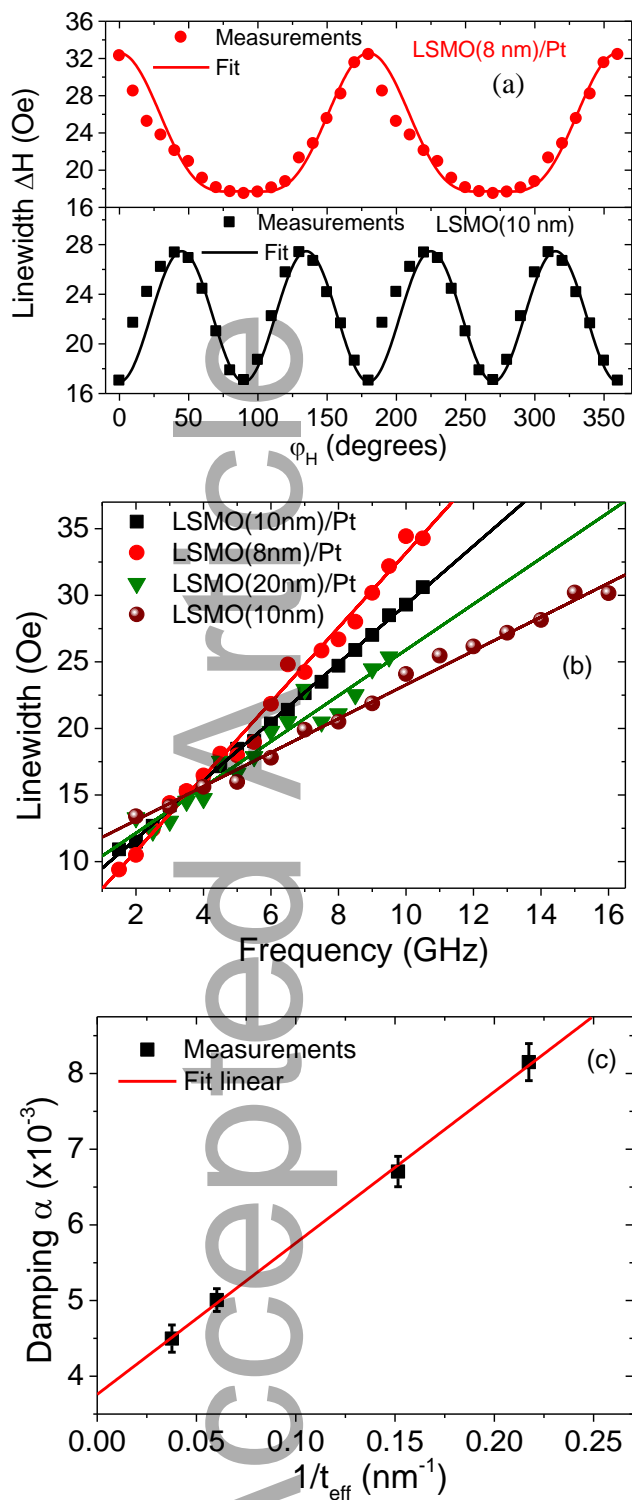 36
32
28
24
20
16
Measurements
Fit
LSMO(8 nm)/Pt
(a)
28
24
20
16
Measurements
Fit
LSMO(10 nm)
Linewidth ΔH (Oe)
0 50 100 150 200 250 300 350
φH (degrees)
35
30
25
20
15
10
LSMO(10nm)/Pt
LSMO(8nm)/Pt
LSMO(20nm)/Pt
LSMO(10nm)
(b)
Linewidth (Oe)
2 4 6 8 10 12 14 16
Frequency (GHz)
8
7
6
5
4
Measurements
Fit linear
(c)
Damping α (x10-3)
0.00 0.05 0.10 0.15 0.20 0.25
1/teff (nm-1)
Accepted Article